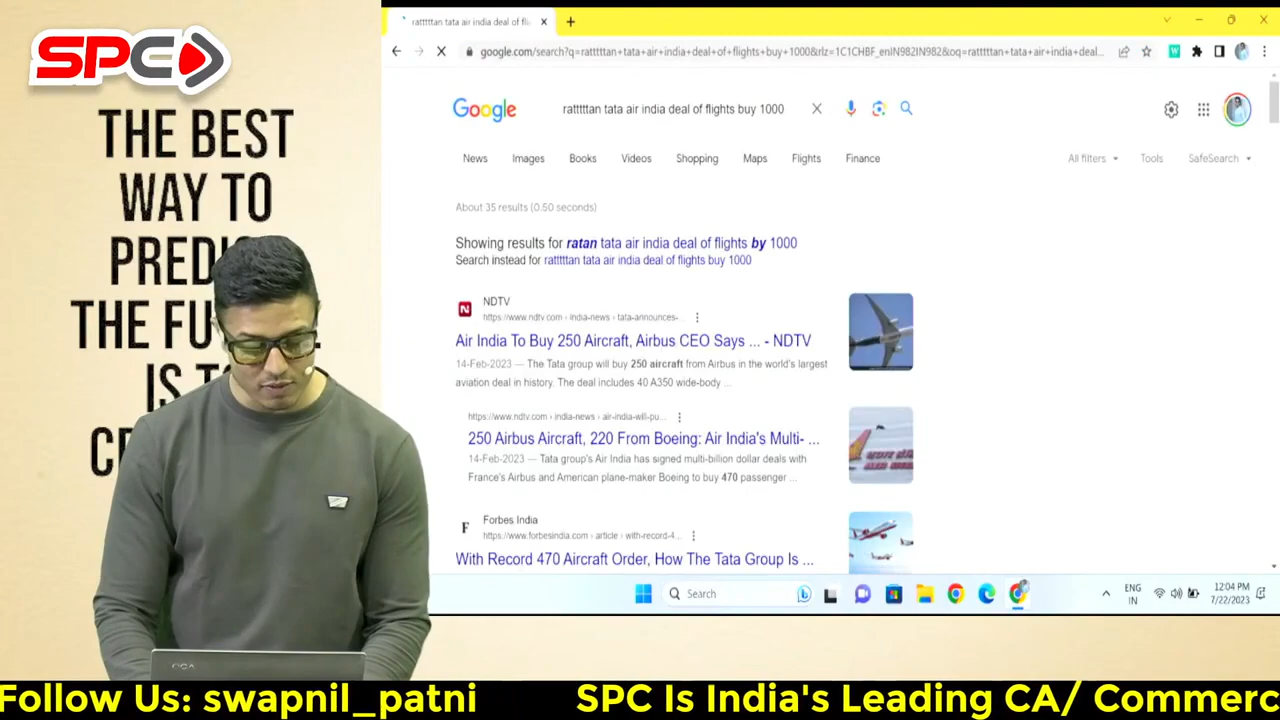 SPC
THE BEST
WAY TO
THE
IS
rattttttan tata air india deal of fli
google.com/search?q=rattttttan+tata+air+india+deal+of+flights+buy+1000&rlz=1C1CHBF_enIN982IN982&oq=rattttttan+tata+air+india+deal...
Google
rattttttan tata air india deal of flights buy 1000
News Images Books Videos Shopping Maps Flights Finance All filters Tools SafeSearch
About 35 results (0.50 seconds)
Showing results for ratan tata air india deal of flights by 1000
Search instead for rattttttan tata air india deal of flights buy 1000
NDTV
https://www.ndtv.com › india-news › tata-announces-...
Air India To Buy 250 Aircraft, Airbus CEO Says ... - NDTV
14-Feb-2023 — The Tata group will buy 250 aircraft from Airbus in the world's largest
aviation deal in history. The deal includes 40 A350 wide-body ...
https://www.ndtv.com › india-news › air-india-will-pu...
250 Airbus Aircraft, 220 From Boeing: Air India's Multi- ...
14-Feb-2023 — Tata group's Air India has signed multi-billion dollar deals with
France's Airbus and American plane-maker Boeing to buy 470 passenger ...
F Forbes India
https://www.forbesindia.com › article › with-record-4...
With Record 470 Aircraft Order, How The Tata Group Is ...
Search
ENG
IN
12:04 PM
7/22/2023
Follow Us: swapnil_patni SPC Is India's Leading CA/ Commerc